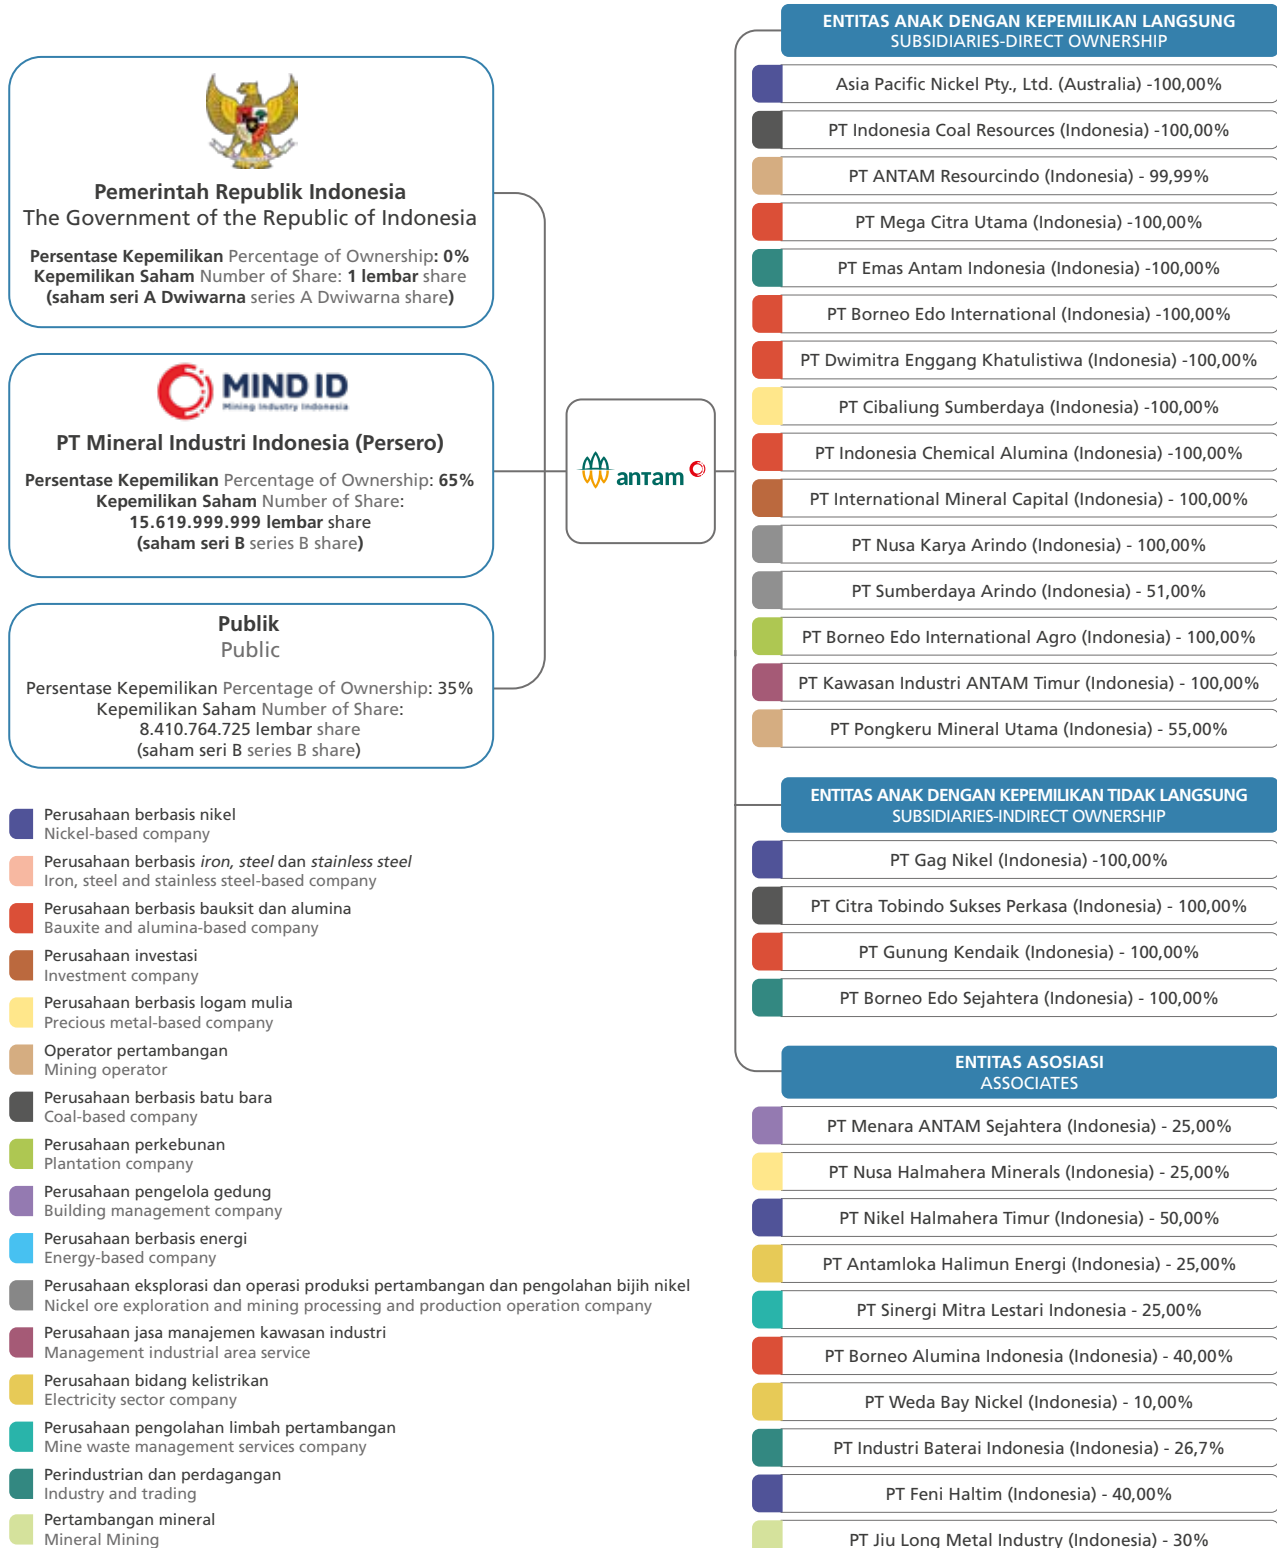 Pemerintah Republik Indonesia
The Government of the Republic of Indonesia
Persentase Kepemilikan Percentage of Ownership: 0%
Kepemilikan Saham Number of Share: 1 lembar share
(saham seri A Dwiwarna series A Dwiwarna share)
MIND ID
Mining Industry Indonesia
PT Mineral Industri Indonesia (Persero)
Persentase Kepemilikan Percentage of Ownership: 65%
Kepemilikan Saham Number of Share:
15.619.999.999 lembar share
(saham seri B series B share)
Publik
Public
Persentase Kepemilikan Percentage of Ownership: 35%
Kepemilikan Saham Number of Share:
8.410.764.725 lembar share
(saham seri B series B share)
antam
ENTITAS ANAK DENGAN KEPEMILIKAN LANGSUNG
SUBSIDIARIES-DIRECT OWNERSHIP
Asia Pacific Nickel Pty., Ltd. (Australia) -100,00%
PT Indonesia Coal Resources (Indonesia) -100,00%
PT ANTAM Resourcindo (Indonesia) - 99,99%
PT Mega Citra Utama (Indonesia) -100,00%
PT Emas Antam Indonesia (Indonesia) -100,00%
PT Borneo Edo International (Indonesia) -100,00%
PT Dwimitra Enggang Khatulistiwa (Indonesia) -100,00%
PT Cibaliung Sumberdaya (Indonesia) -100,00%
PT Indonesia Chemical Alumina (Indonesia) -100,00%
PT International Mineral Capital (Indonesia) - 100,00%
PT Nusa Karya Arindo (Indonesia) - 100,00%
PT Sumberdaya Arindo (Indonesia) - 51,00%
PT Borneo Edo International Agro (Indonesia) - 100,00%
PT Kawasan Industri ANTAM Timur (Indonesia) - 100,00%
PT Pongkeru Mineral Utama (Indonesia) - 55,00%
ENTITAS ANAK DENGAN KEPEMILIKAN TIDAK LANGSUNG
SUBSIDIARIES-INDIRECT OWNERSHIP
PT Gag Nikel (Indonesia) -100,00%
PT Citra Tobindo Sukses Perkasa (Indonesia) - 100,00%
PT Gunung Kendaik (Indonesia) - 100,00%
PT Borneo Edo Sejahtera (Indonesia) - 100,00%
ENTITAS ASOSIASI
ASSOCIATES
PT Menara ANTAM Sejahtera (Indonesia) - 25,00%
PT Nusa Halmahera Minerals (Indonesia) - 25,00%
PT Nikel Halmahera Timur (Indonesia) - 50,00%
PT Antamloka Halimun Energi (Indonesia) - 25,00%
PT Sinergi Mitra Lestari Indonesia - 25,00%
PT Borneo Alumina Indonesia (Indonesia) - 40,00%
PT Weda Bay Nickel (Indonesia) - 10,00%
PT Industri Baterai Indonesia (Indonesia) - 26,7%
PT Feni Haltim (Indonesia) - 40,00%
PT Jiu Long Metal Industry (Indonesia) - 30%
Perusahaan berbasis nikel
Nickel-based company
Perusahaan berbasis iron, steel dan stainless steel
Iron, steel and stainless steel-based company
Perusahaan berbasis bauksit dan alumina
Bauxite and alumina-based company
Perusahaan investasi
Investment company
Perusahaan berbasis logam mulia
Precious metal-based company
Operator pertambangan
Mining operator
Perusahaan berbasis batu bara
Coal-based company
Perusahaan perkebunan
Plantation company
Perusahaan pengelola gedung
Building management company
Perusahaan berbasis energi
Energy-based company
Perusahaan eksplorasi dan operasi produksi pertambangan dan pengolahan bijih nikel
Nickel ore exploration and mining processing and production operation company
Perusahaan jasa manajemen kawasan industri
Management industrial area service
Perusahaan bidang kelistrikan
Electricity sector company
Perusahaan pengolahan limbah pertambangan
Mine waste management services company
Perindustrian dan perdagangan
Industry and trading
Pertambangan mineral
Mineral Mining